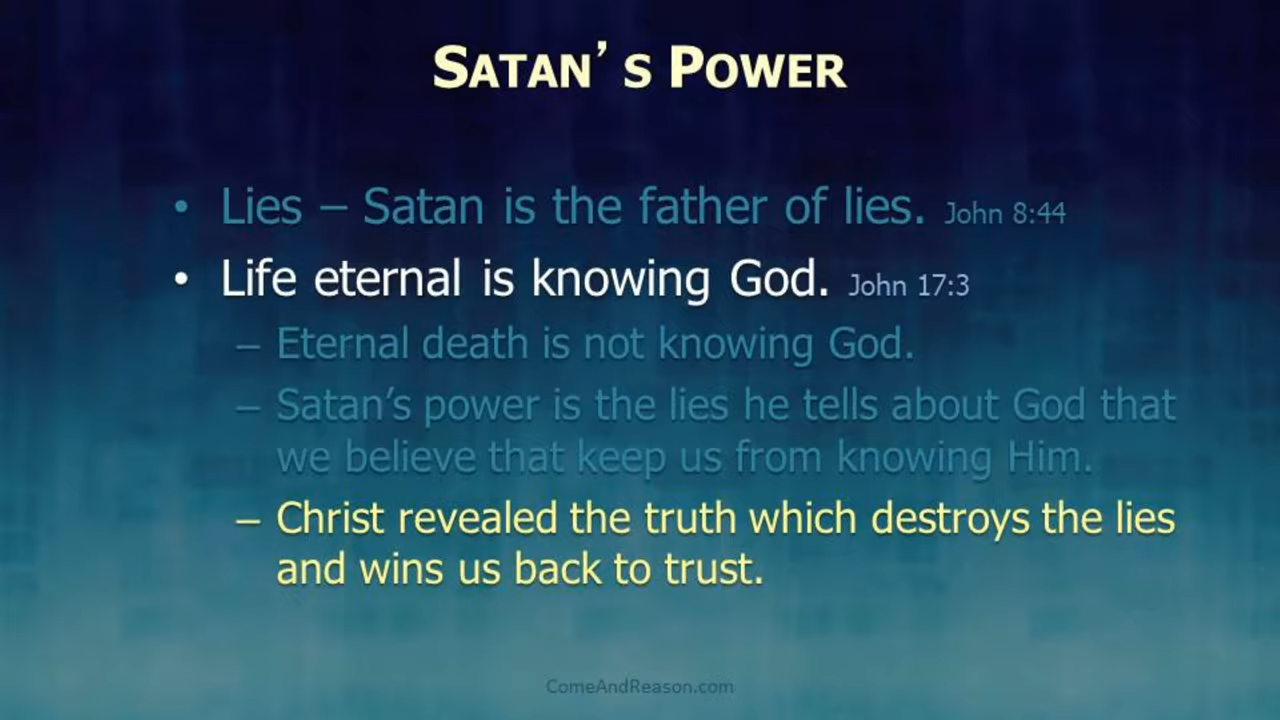 SATAN’S POWER
• Lies – Satan is the father of lies. John 8:44
• Life eternal is knowing God. John 17:3
– Eternal death is not knowing God.
– Satan’s power is the lies he tells about God that
we believe that keep us from knowing Him.
– Christ revealed the truth which destroys the lies
and wins us back to trust.
ComeAndReason.com